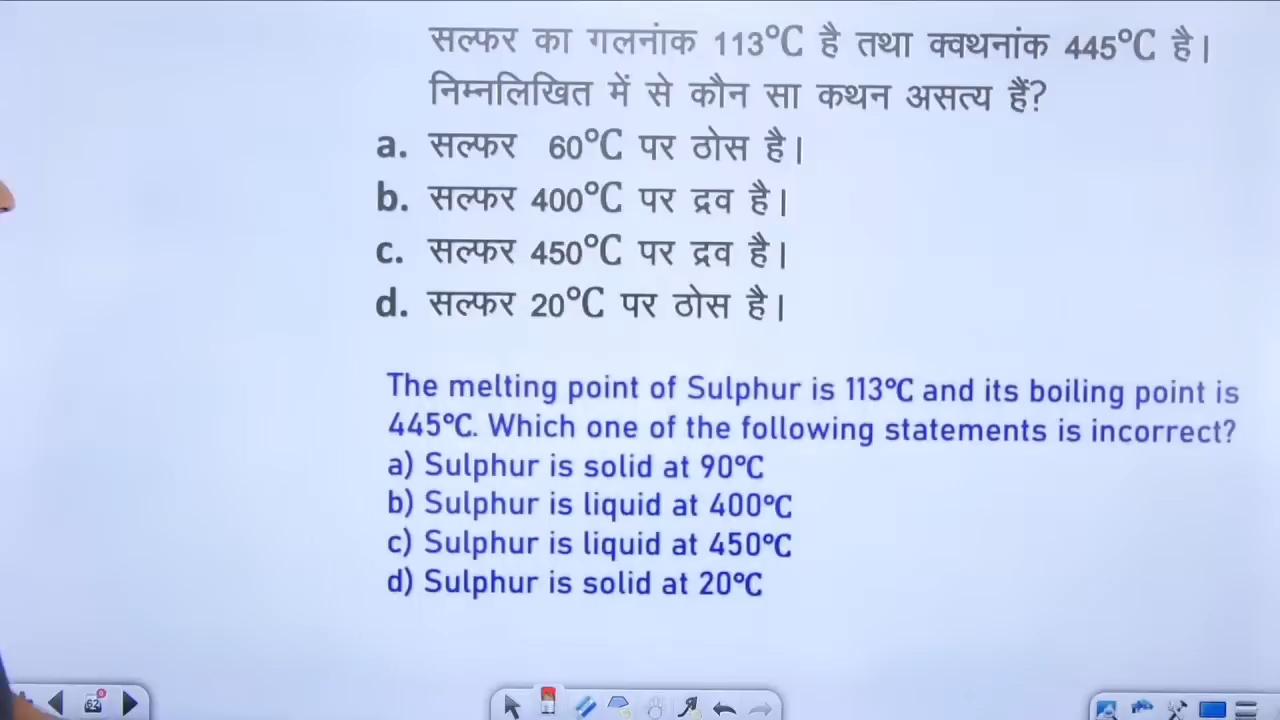 सल्फर का गलनांक 113°C है तथा क्वथनांक 445°C है।
निम्नलिखित में से कौन सा कथन असत्य हैं?
a. सल्फर 60°C पर ठोस है।
b. सल्फर 400°C पर द्रव है।
c. सल्फर 450°C पर द्रव है।
d. सल्फर 20°C पर ठोस है।
The melting point of Sulphur is 113°C and its boiling point is
445°C. Which one of the following statements is incorrect?
a) Sulphur is solid at 90°C
b) Sulphur is liquid at 400°C
c) Sulphur is liquid at 450°C
d) Sulphur is solid at 20°C
62